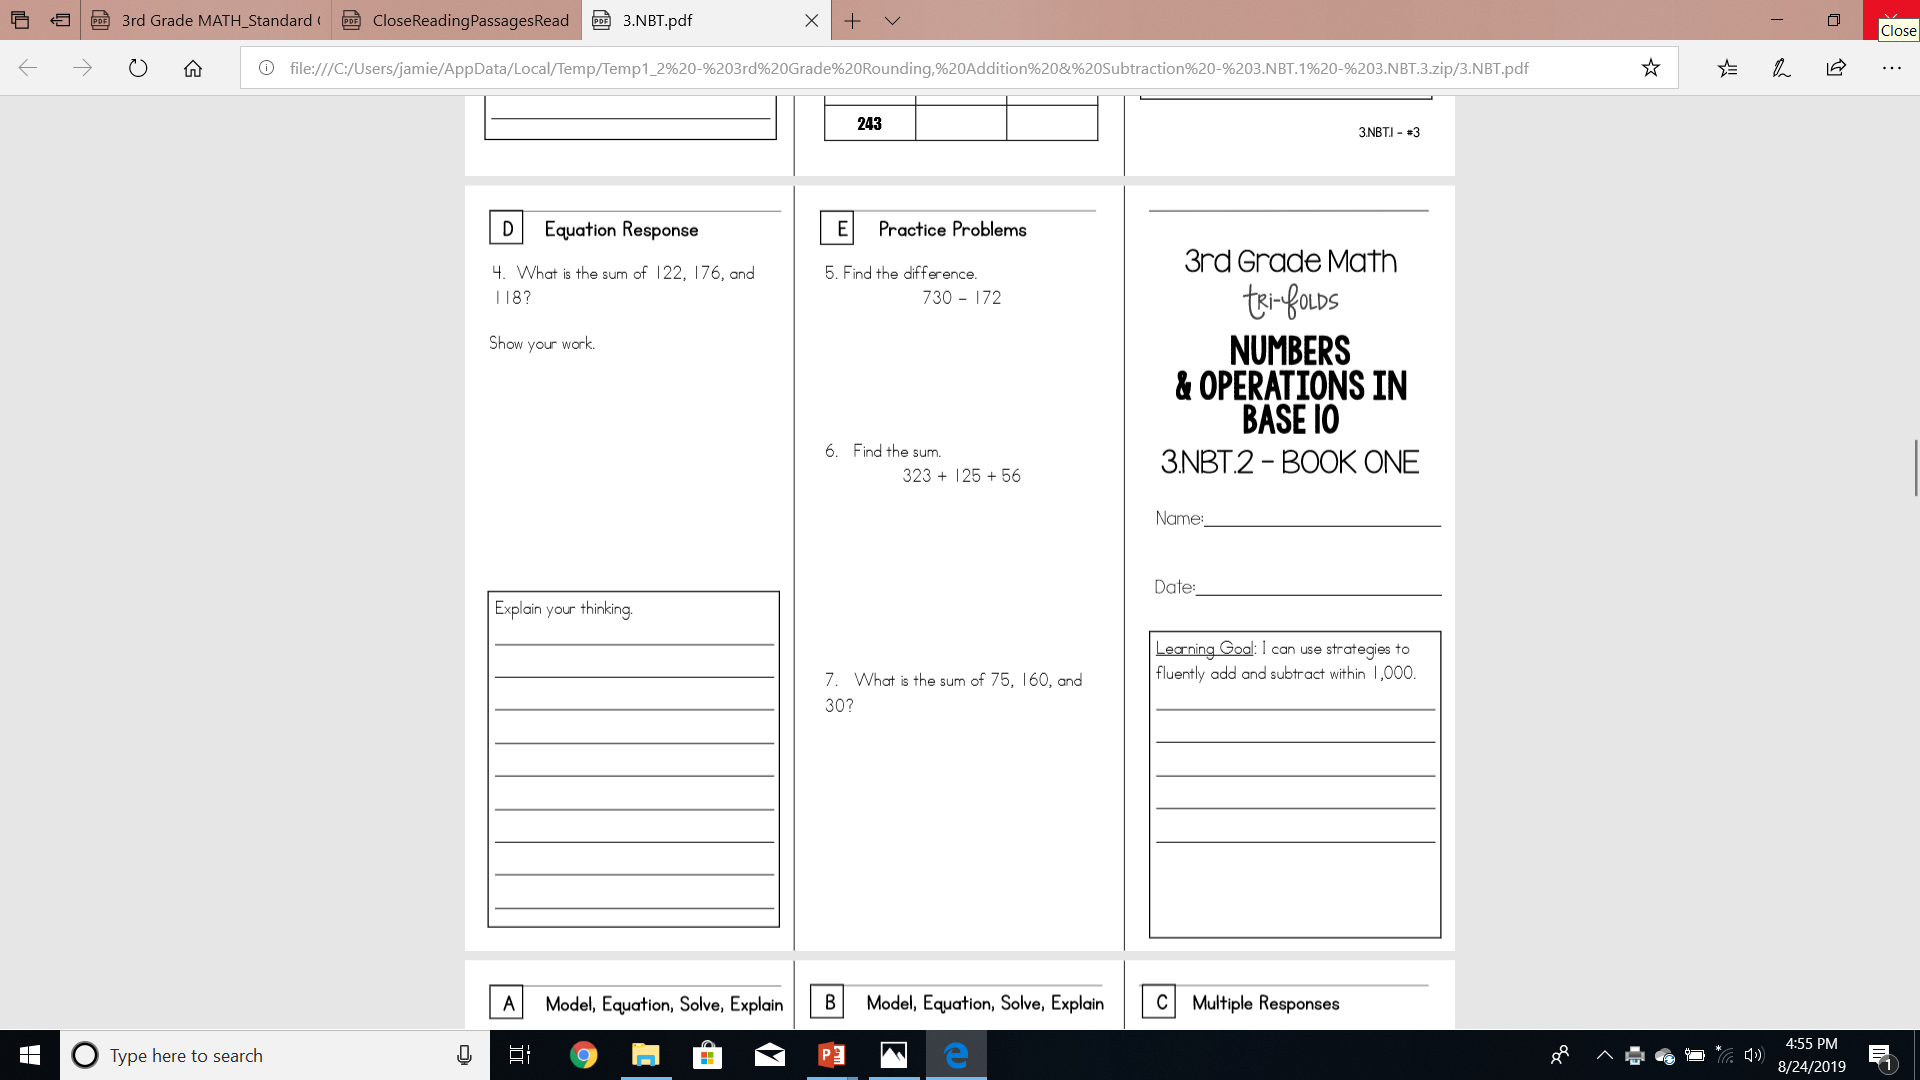 3rd Grade MATH_Standard
CloseReadingPassagesRead
3.NBT.pdf
Close
file:///C:/Users/jamie/AppData/Local/Temp/Temp1_2%20-%203rd%20Grade%20Rounding,%20Addition%20&%20Subtraction%20-%203.NBT.1%20-%203.NBT.3.zip/3.NBT.pdf
243
3.NBT.1 - #3
D Equation Response
4. What is the sum of 122, 176, and
118?
Show your work.
Explain your thinking.
E Practice Problems
5. Find the difference.
730 - 172
6. Find the sum.
323 + 125 + 56
7. What is the sum of 75, 160, and
30?
3rd Grade Math
TRi-FOLDS
NUMBERS
& OPERATIONS IN
BASE 10
3.NBT.2 - BOOK ONE
Name:
Date:
Learning Goal: I can use strategies to
fluently add and subtract within 1,000.
A Model, Equation, Solve, Explain
B Model, Equation, Solve, Explain
C Multiple Responses
Type here to search
4:55 PM
8/24/2019
1